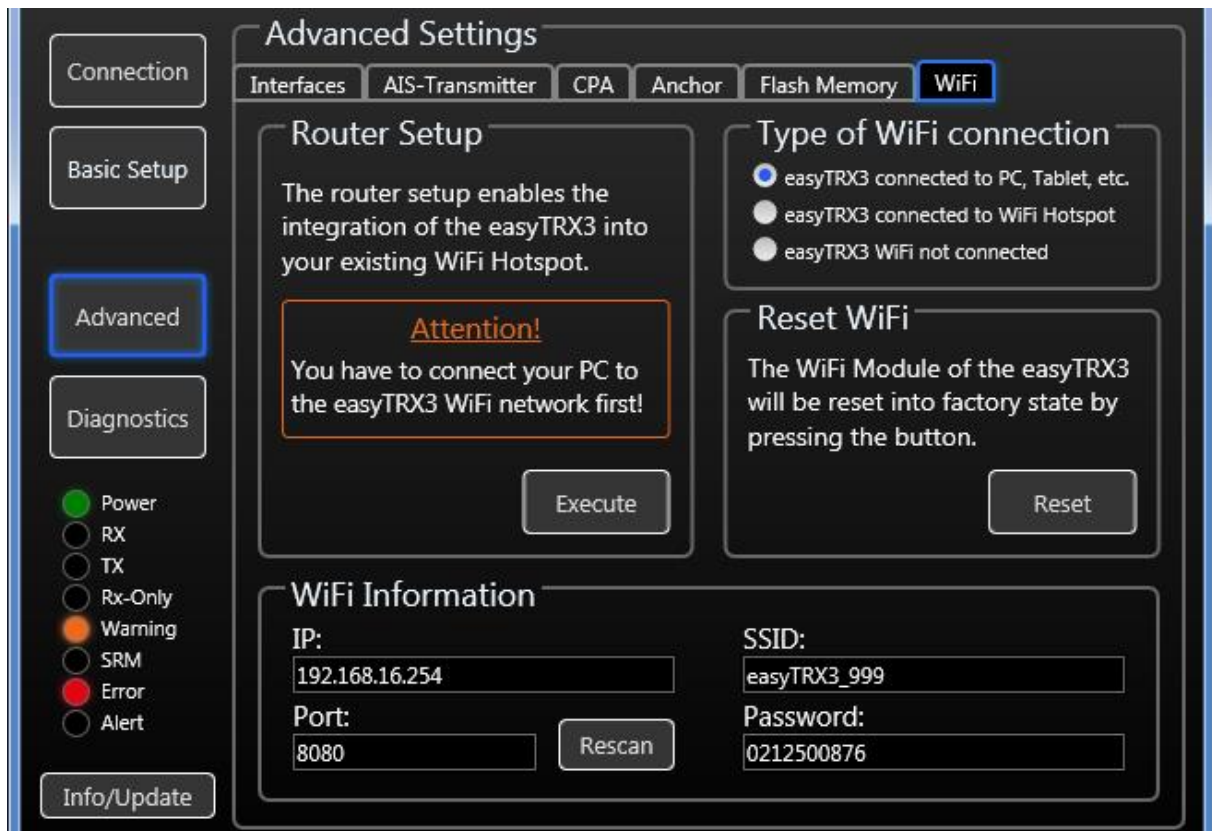 Connection
Basic Setup
Advanced
Diagnostics
Power
RX
TX
Rx-Only
Warning
SRM
Error
Alert
Info/Update
Advanced Settings
Interfaces AIS-Transmitter CPA Anchor Flash Memory WiFi
Router Setup
The router setup enables the
integration of the easyTRX3 into
your existing WiFi Hotspot.
Attention!
You have to connect your PC to
the easyTRX3 WiFi network first!
Execute
Type of WiFi connection
easyTRX3 connected to PC, Tablet, etc.
easyTRX3 connected to WiFi Hotspot
easyTRX3 WiFi not connected
Reset WiFi
The WiFi Module of the easyTRX3
will be reset into factory state by
pressing the button.
Reset
WiFi Information
IP:
192.168.16.254
Port:
8080
Rescan
SSID:
easyTRX3_999
Password:
0212500876